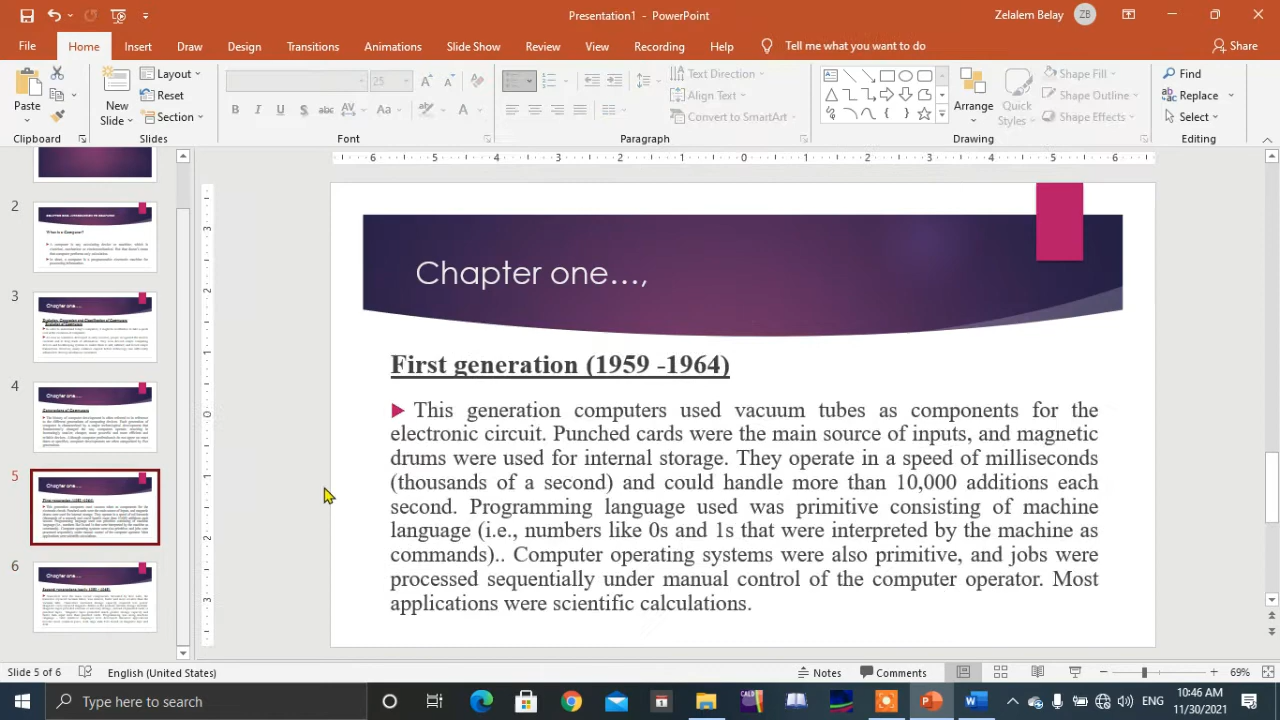 Presentation1 - PowerPoint
Zelalem Belay
ZB
File
Home
Insert
Draw
Design
Transitions
Animations
Slide Show
Review
View
Recording
Help
Tell me what you want to do
Share
Paste
New
Slide
Layout
Reset
Section
25
Text Direction
Align Text
Convert to SmartArt
Arrange
Quick
Styles
Shape Fill
Shape Outline
Shape Effects
Find
Replace
Select
Clipboard
Slides
Font
Paragraph
Drawing
Editing
2
3
4
5
6
Chapter one…,
First generation (1959 -1964)
This generation computers used vacuum tubes as components for the
electronic circuit. Punched cards were the main source of inputs, and magnetic
drums were used for internal storage. They operate in a speed of milliseconds
(thousands of a second) and could handle more than 10,000 additions each
second. Programming language used was primitive consisting of machine
language (i.e., numbers like 0s and 1s that were interpreted by the machine as
commands).. Computer operating systems were also primitive, and jobs were
processed sequentially under manual control of the computer operator. Most
applications were scientific calculations.
Slide 5 of 6
English (United States)
Notes
Comments
69%
Type here to search
ENG
10:46 AM
11/30/2021